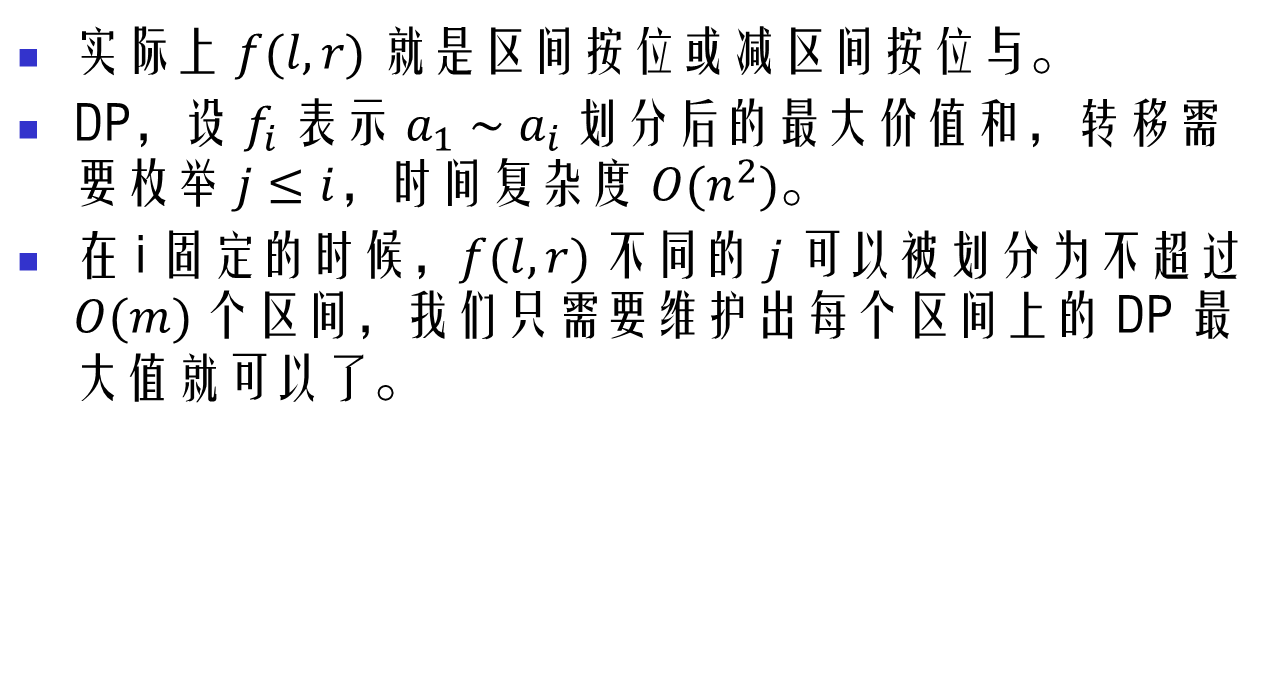 实际上 f(l, r) 就是区间按位或减区间按位与。
DP，设 fᵢ 表示 a₁ ~ aᵢ 划分后的最大价值和，转移需
要枚举 j ≤ i，时间复杂度 O(n²)。
在 i 固定的时候，f(l, r) 不同的 j 可以被划分为不超过
O(m) 个区间，我们只需要维护出每个区间上的 DP 最
大值就可以了。